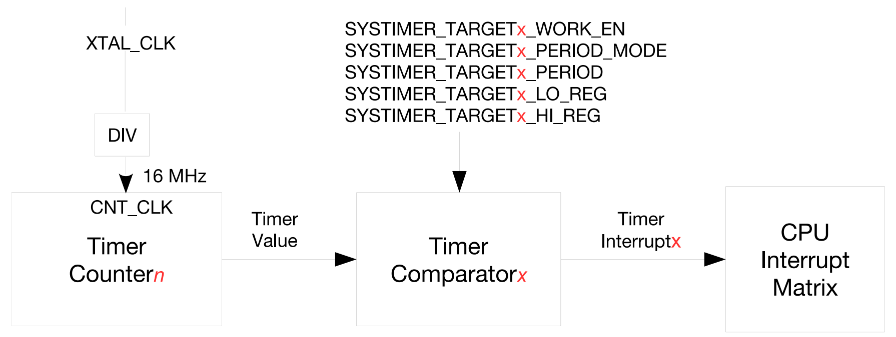 XTAL_CLK
DIV
16 MHz
CNT_CLK
Timer
Countern
Timer
Value
SYSTIMER_TARGETx_WORK_EN
SYSTIMER_TARGETx_PERIOD_MODE
SYSTIMER_TARGETx_PERIOD
SYSTIMER_TARGETx_LO_REG
SYSTIMER_TARGETx_HI_REG
Timer
Comparatorx
Timer
Interruptx
CPU
Interrupt
Matrix